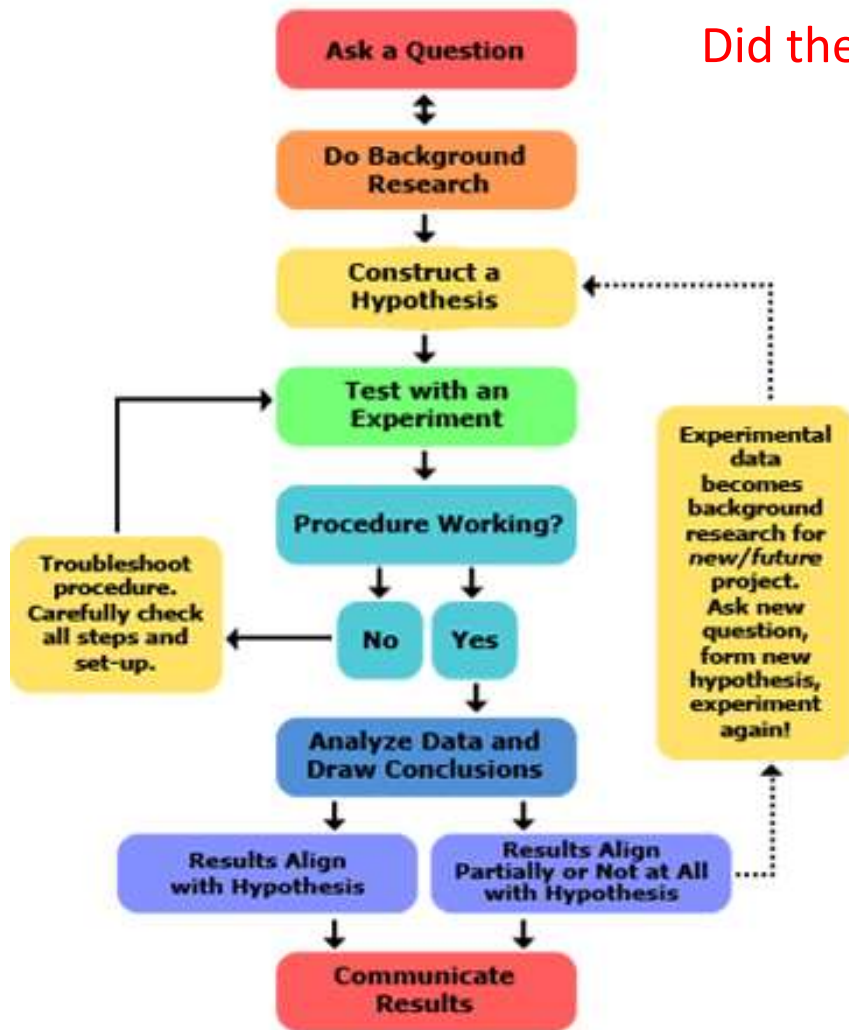 Ask a Question
Did the
Do Background
Research
Construct a
Hypothesis
Test with an
Experiment
Procedure Working?
No
Yes
Troubleshoot
procedure.
Carefully check
all steps and
set-up.
Analyze Data and
Draw Conclusions
Results Align
with Hypothesis
Results Align
Partially or Not at All
with Hypothesis
Experimental
data
becomes
background
research for
new/future
project.
Ask new
question,
form new
hypothesis,
experiment
again!
Communicate
Results